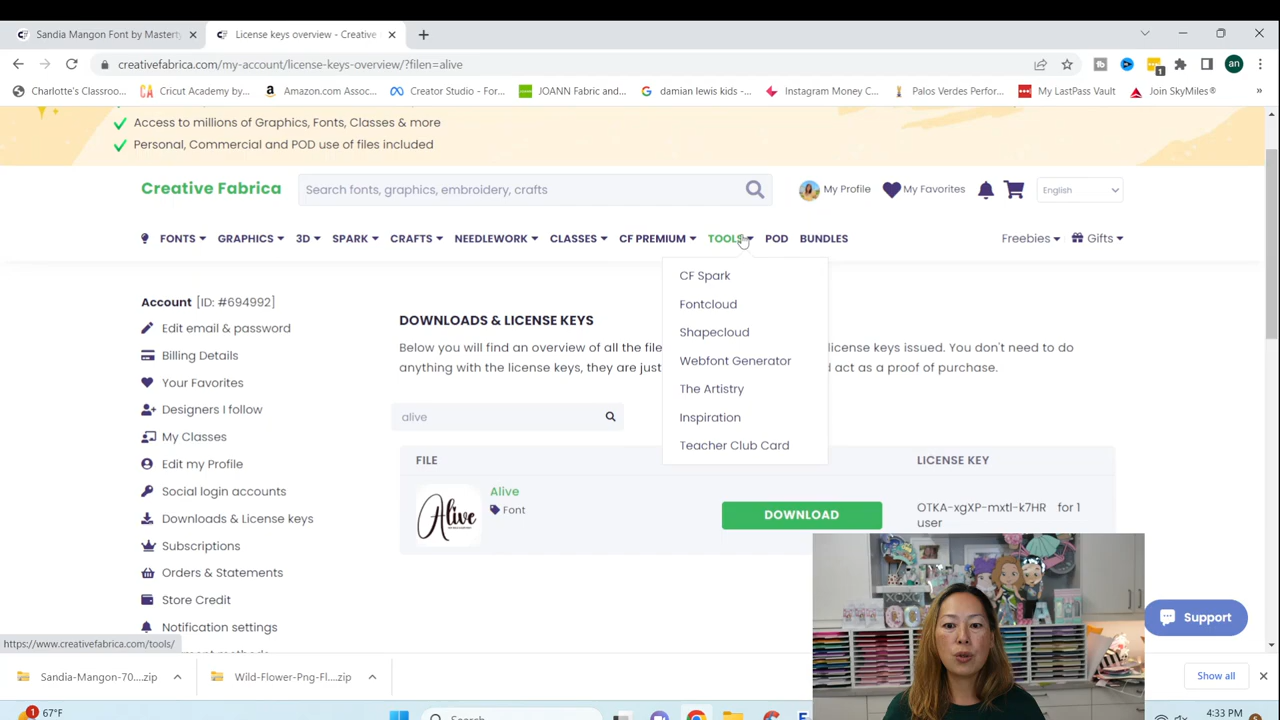 Sandia Mangon Font by Mastert
License keys overview - Creative
creativefabrica.com/my-account/license-keys-overview/?filen=alive
an
1
Charlotte's Classroo...
Cricut Academy by...
Amazon.com Assoc...
Creator Studio - For...
JOANN Fabric and...
damian lewis kids -...
Instagram Money C...
Palos Verdes Perfor...
My LastPass Vault
Join SkyMiles®
»
Access to millions of Graphics, Fonts, Classes & more
Personal, Commercial and POD use of files included
Creative Fabrica
Search fonts, graphics, embroidery, crafts
My Profile
My Favorites
English
FONTS
GRAPHICS
3D
SPARK
CRAFTS
NEEDLEWORK
CLASSES
CF PREMIUM
TOOLS
POD
BUNDLES
Freebies
Gifts
CF Spark
Fontcloud
Shapecloud
Webfont Generator
The Artistry
Inspiration
Teacher Club Card
Account [ID: #694992]
Edit email & password
Billing Details
Your Favorites
Designers I follow
My Classes
Edit my Profile
Social login accounts
Downloads & License keys
Subscriptions
Orders & Statements
Store Credit
Notification settings
DOWNLOADS & LICENSE KEYS
Below you will find an overview of all the file license keys issued. You don't need to do
anything with the license keys, they are jus act as a proof of purchase.
alive
FILE
LICENSE KEY
Alive
Alive
Font
DOWNLOAD
OTKA-xgXP-mxtl-k7HR for 1
user
Support
https://www.creativefabrica.com/tools/
Sandia-Mangon-70....zip
Wild-Flower-Png-Fl....zip
Show all
1
67°F
Search
4:33 PM